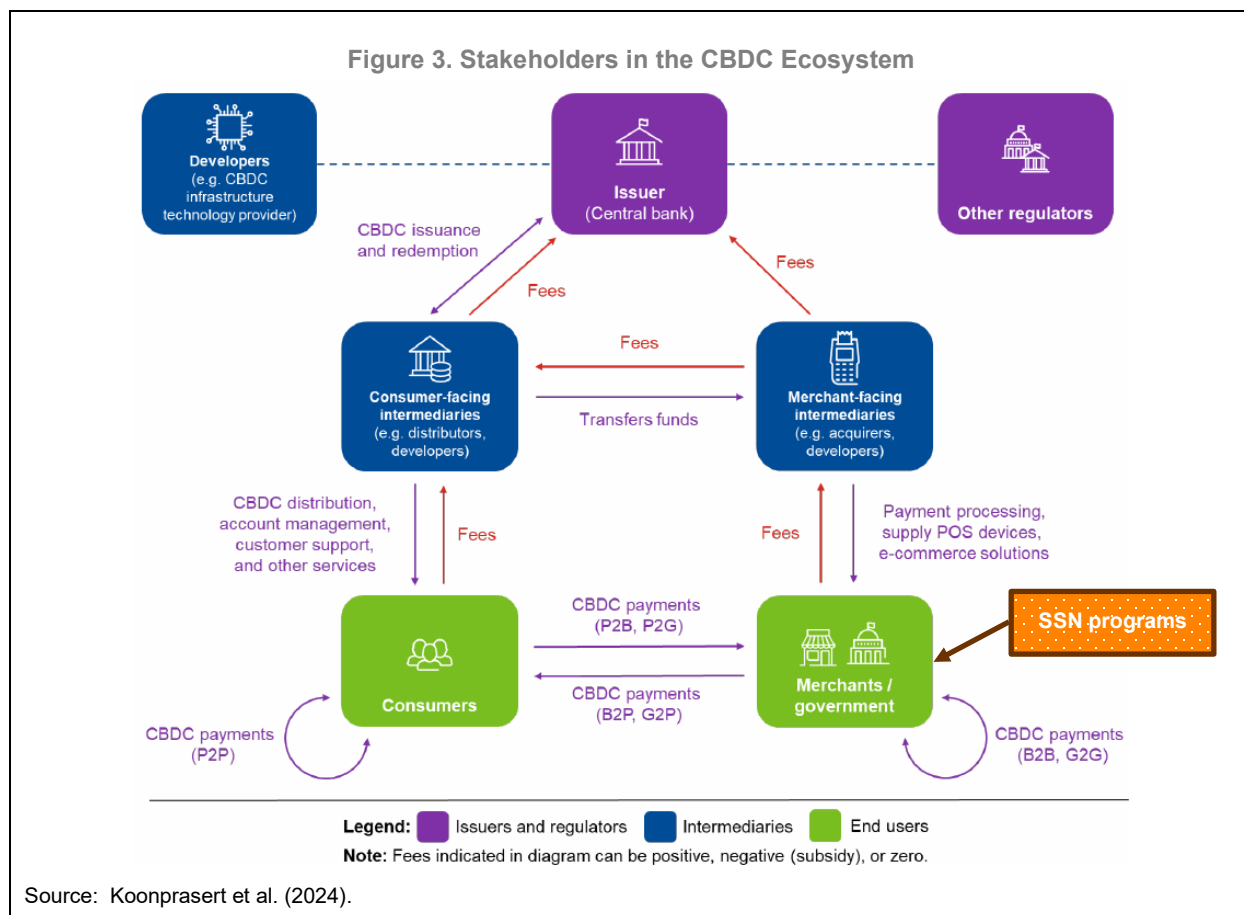 Figure 3. Stakeholders in the CBDC Ecosystem
Developers
(e.g. CBDC
infrastructure
technology provider)
Issuer
(Central bank)
Other regulators
CBDC issuance
and redemption
Fees
Fees
Consumer-facing
intermediaries
(e.g. distributors,
developers)
Fees
Transfers funds
Merchant-facing
intermediaries
(e.g. acquirers,
developers)
CBDC distribution,
account management,
customer support,
and other services
Fees
Fees
Payment processing,
supply POS devices,
e-commerce solutions
SSN programs
Consumers
CBDC payments
(P2B, P2G)
CBDC payments
(B2P, G2P)
Merchants /
government
CBDC payments
(P2P)
CBDC payments
(B2B, G2G)
Legend: Issuers and regulators Intermediaries End users
Note: Fees indicated in diagram can be positive, negative (subsidy), or zero.
Source: Koonprasert et al. (2024).